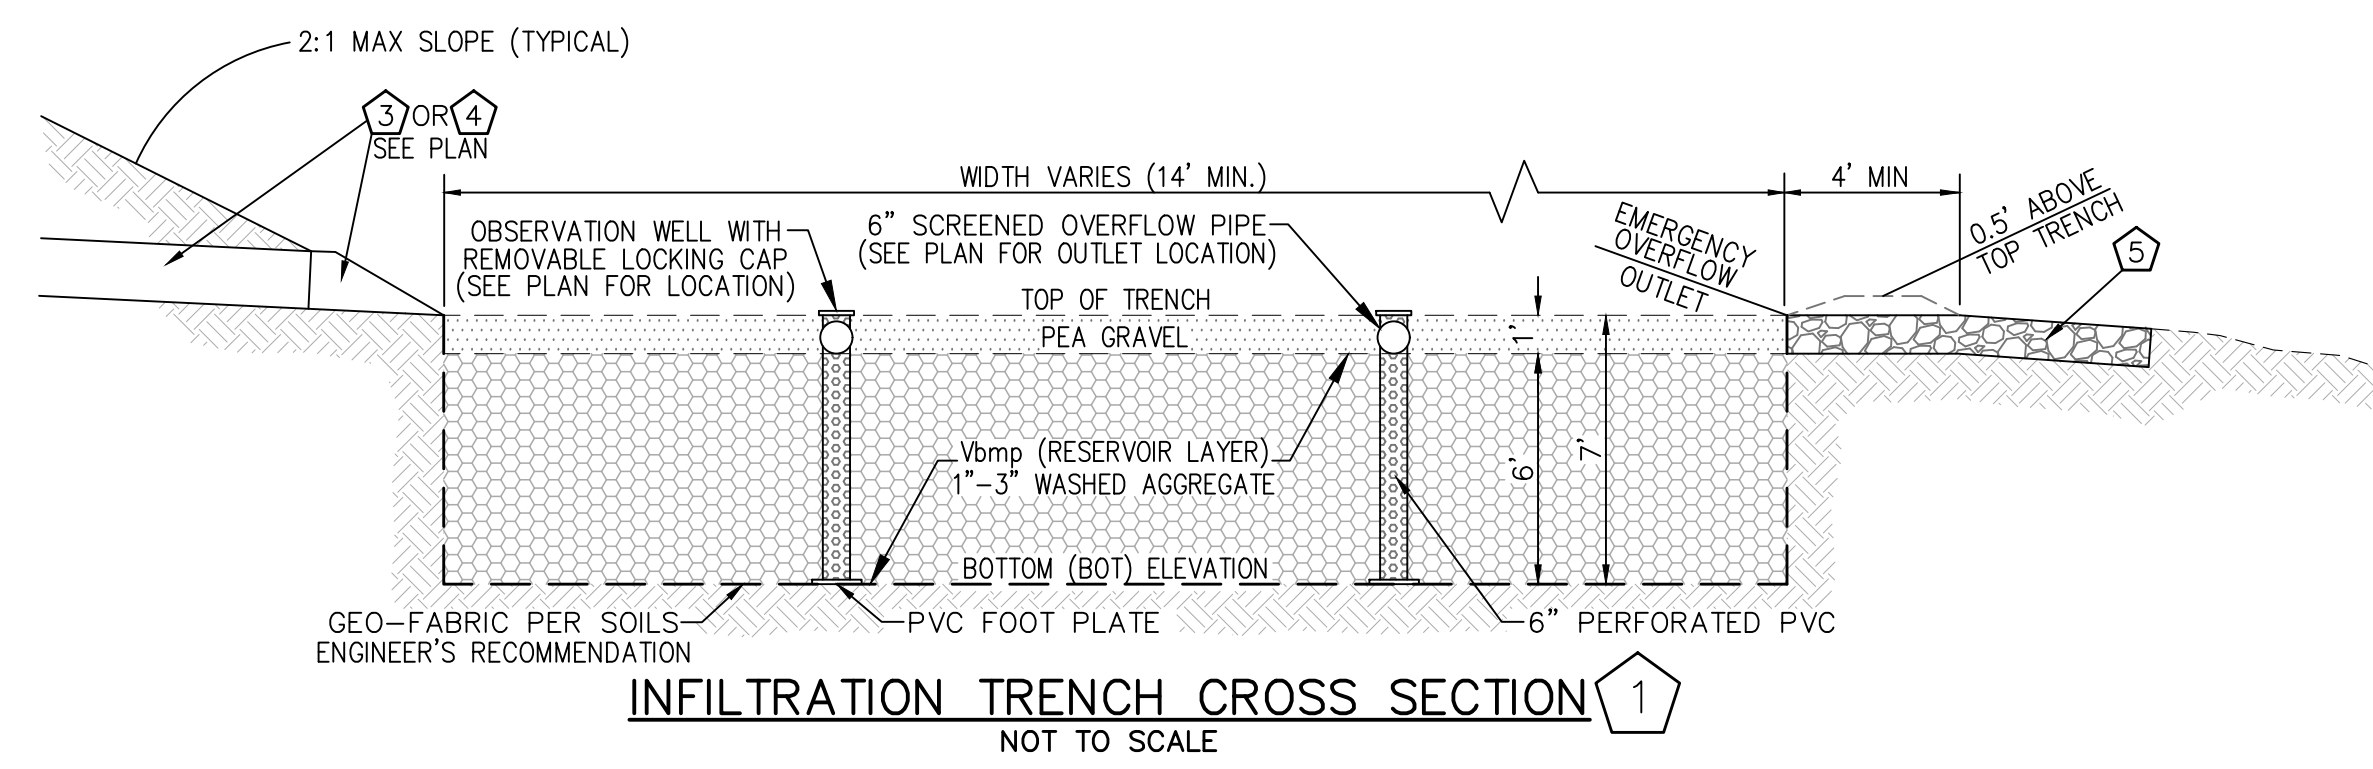 2:1 MAX SLOPE (TYPICAL)
3 OR 4
SEE PLAN
WIDTH VARIES (14' MIN.)
4' MIN
OBSERVATION WELL WITH
REMOVABLE LOCKING CAP
(SEE PLAN FOR LOCATION)
6" SCREENED OVERFLOW PIPE
(SEE PLAN FOR OUTLET LOCATION)
EMERGENCY
OVERFLOW
OUTLET
0.5' ABOVE
TOP TRENCH
5
TOP OF TRENCH
PEA GRAVEL
1'
Vbmp (RESERVOIR LAYER)
1"-3" WASHED AGGREGATE
6'
7'
BOTTOM (BOT) ELEVATION
GEO-FABRIC PER SOILS
ENGINEER'S RECOMMENDATION
PVC FOOT PLATE
6" PERFORATED PVC
INFILTRATION TRENCH CROSS SECTION 1
NOT TO SCALE